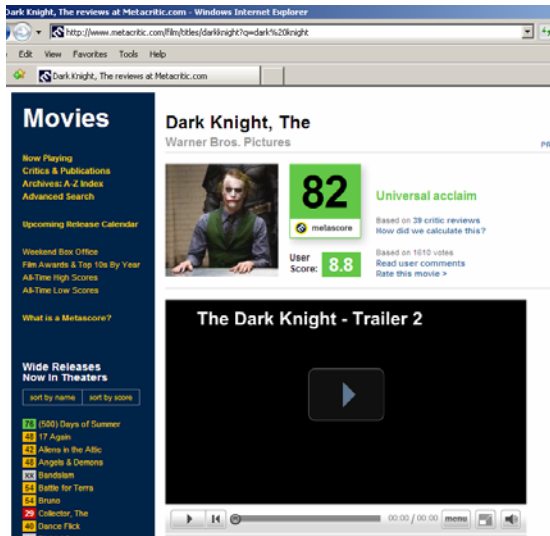 Dark Knight, The reviews at Metacritic.com - Windows Internet Explorer
http://www.metacritic.com/film/titles/darkknight?q=dark%20knight
Edit View Favorites Tools Help
Dark Knight, The reviews at Metacritic.com
Movies
Now Playing
Critics & Publications
Archives: A-Z Index
Advanced Search
Upcoming Release Calendar
Weekend Box Office
Film Awards & Top 10s By Year
All-Time High Scores
All-Time Low Scores
What is a Metascore?
Wide Releases
Now In Theaters
sort by name sort by score
76 (500) Days of Summer
48 17 Again
42 Aliens in the Attic
48 Angels & Demons
xx Bandslam
54 Battle for Terra
54 Bruno
29 Collector, The
40 Dance Flick
Dark Knight, The
Warner Bros. Pictures
PR
82
metascore
Universal acclaim
Based on 39 critic reviews
How did we calculate this?
User
Score: 8.8
Based on 1610 votes
Read user comments
Rate this movie >
The Dark Knight - Trailer 2
00:00 / 00:00 menu